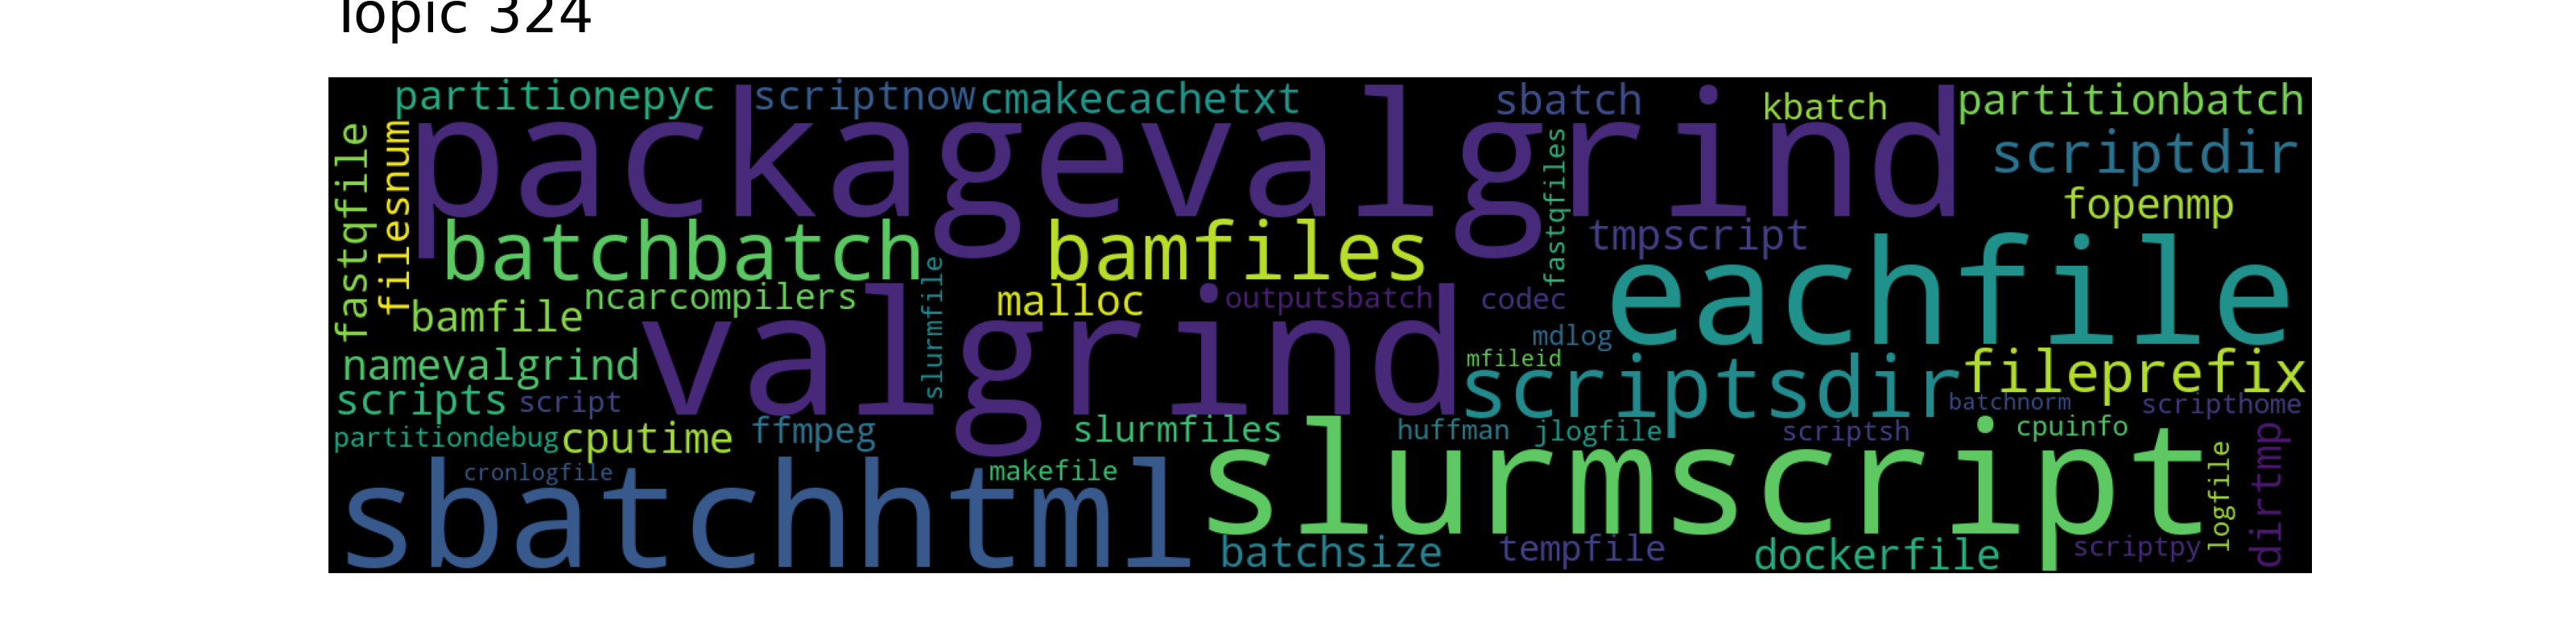 Topic 324
partitionepyc scriptnow cmakecachetxt sbatch kbatch partitionbatch
packagevalgrind
fastqfile
filesnum
scriptdir
fastqfiles
fopenmp
batchbatch bamfiles tmpscript
eachfile
bamfile ncarcompilers
slurmfile
malloc outputsbatch codec
valgrind
mdlog
namevalgrind
mfileid
scriptsdir fileprefix
scripts script
batchnorm scripthome
partitiondebug cputime ffmpeg slurmfiles huffman jlogfile scriptsh cpuinfo
cronlogfile makefile
sbatchhtml slurmscript
logfile
dirtmp
batchsize tempfile dockerfile scriptpy